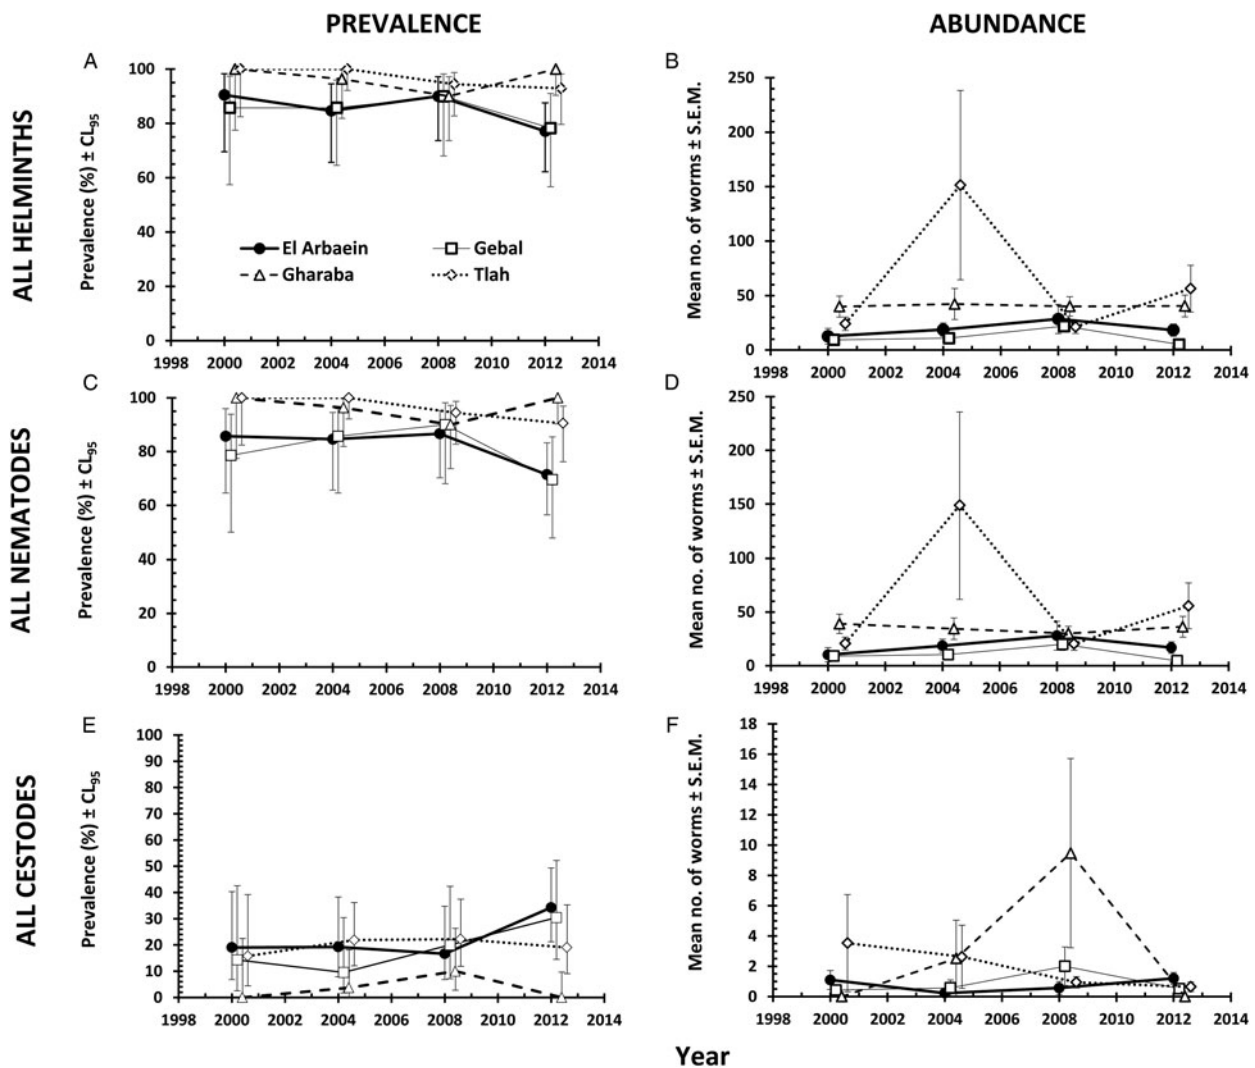 PREVALENCE
ABUNDANCE
ALL HELMINTHS
A
Prevalence (%) ± CL95
100
80
60
40
20
0
El Arbaein
Gebal
Gharaba
Tlah
1998 2000 2002 2004 2006 2008 2010 2012 2014
B
Mean no. of worms ± S.E.M.
250
200
150
100
50
0
1998 2000 2002 2004 2006 2008 2010 2012 2014
ALL NEMATODES
C
Prevalence (%) ± CL95
100
80
60
40
20
0
1998 2000 2002 2004 2006 2008 2010 2012 2014
D
Mean no. of worms ± S.E.M.
250
200
150
100
50
0
1998 2000 2002 2004 2006 2008 2010 2012 2014
ALL CESTODES
E
Prevalence (%) ± CL95
100
90
80
70
60
50
40
30
20
10
0
1998 2000 2002 2004 2006 2008 2010 2012 2014
F
Mean no. of worms ± S.E.M.
18
16
14
12
10
8
6
4
2
0
1998 2000 2002 2004 2006 2008 2010 2012 2014
Year